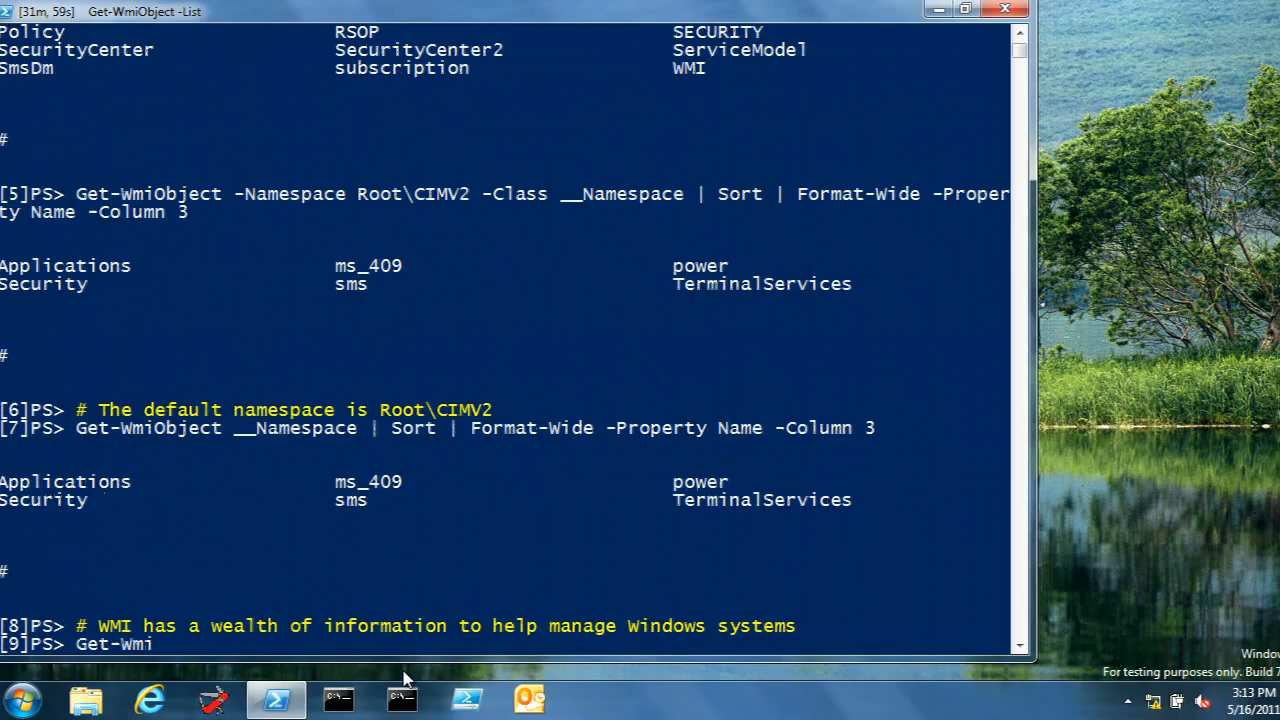 [31m, 59s] Get-WmiObject -List
Policy RSOP SECURITY
SecurityCenter SecurityCenter2 ServiceModel
SmsDm subscription WMI
#
[5]PS> Get-WmiObject -Namespace Root\CIMV2 -Class __Namespace | Sort | Format-Wide -Proper
ty Name -Column 3
Applications ms_409 power
Security sms TerminalServices
#
[6]PS> # The default namespace is Root\CIMV2
[7]PS> Get-WmiObject __Namespace | Sort | Format-Wide -Property Name -Column 3
Applications ms_409 power
Security sms TerminalServices
#
[8]PS> # WMI has a wealth of information to help manage Windows systems
[9]PS> Get-Wmi
Window
For testing purposes only. Build 7
C:\_ C:\_
3:13 PM
5/16/2011